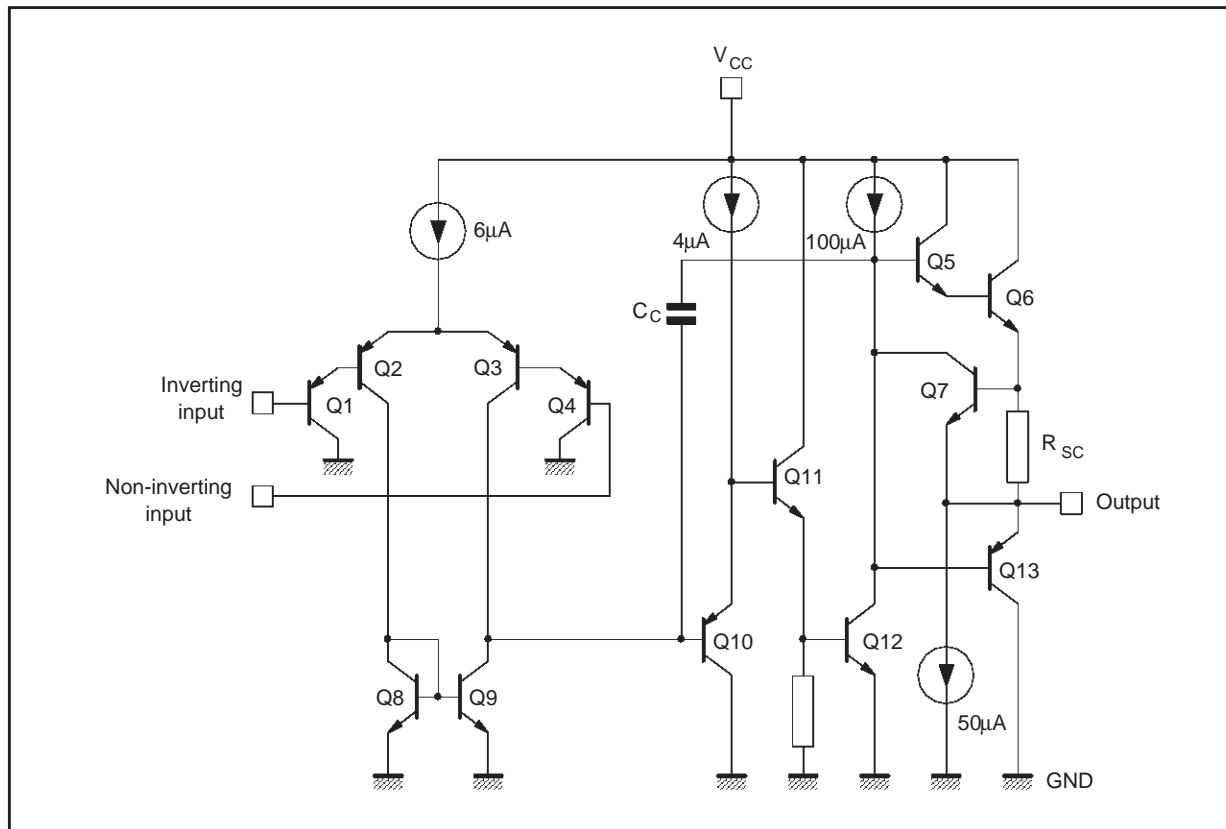 V CC
6μA
4μA
100μA
Q5
Q6
C C
Q2
Q3
Inverting
input
Q1
Q4
Q7
R SC
Non-inverting
input
Q11
Output
Q13
Q10
Q12
Q8
Q9
50μA
GND